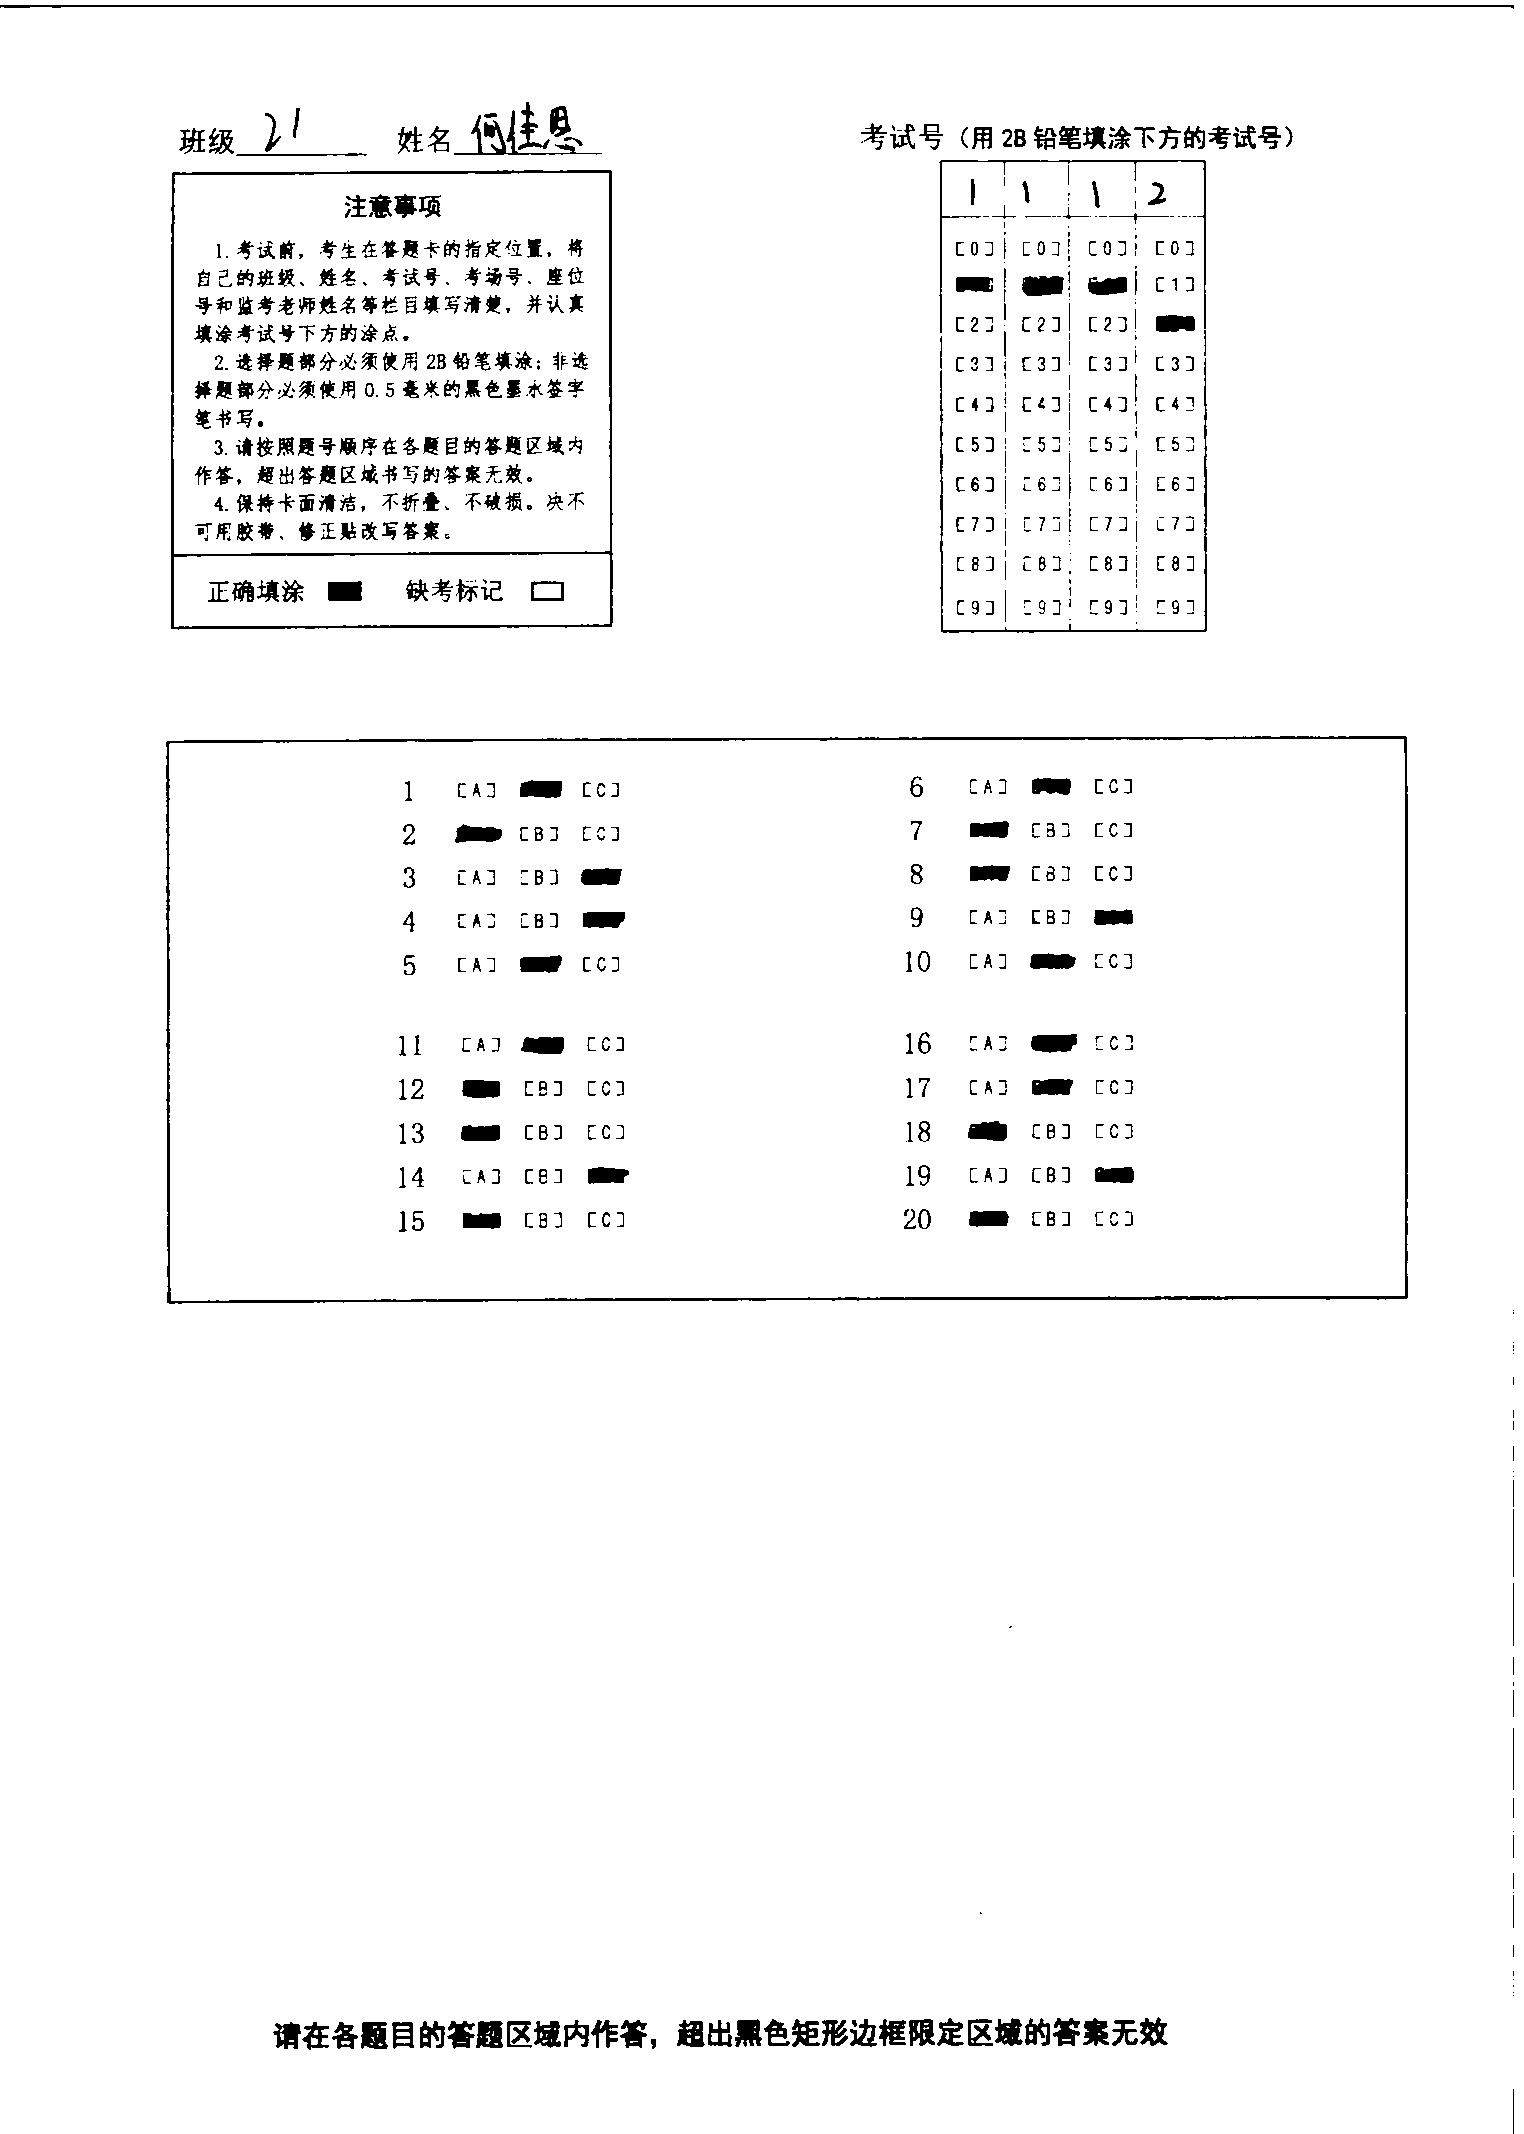 班级 21 姓名 何佳恩
考试号（用 2B 铅笔填涂下方的考试号）
注意事项
1. 考试前，考生在答题卡的指定位置，将
自己的班级、姓名、考试号、考场号、座位
号和监考老师姓名等栏目填写清楚，并认真
填涂考试号下方的涂点。
2. 选择题部分必须使用 2B 铅笔填涂；非选
择题部分必须使用 0.5 毫米的黑色墨水签字
笔书写。
3. 请按照题号顺序在各题目的答题区域内
作答，超出答题区域书写的答案无效。
4. 保持卡面清洁，不折叠、不破损。决不
可用胶带、修正贴改写答案。
正确填涂 缺考标记
1 1 1 2
[0] [0] [0] [0]
[1]
[2] [2] [2]
[3] [3] [3] [3]
[4] [4] [4] [4]
[5] [5] [5] [5]
[6] [6] [6] [6]
[7] [7] [7] [7]
[8] [8] [8] [8]
[9] [9] [9] [9]
1 [A] [C]
2 [B] [C]
3 [A] [B]
4 [A] [B]
5 [A] [C]
6 [A] [C]
7 [B] [C]
8 [B] [C]
9 [A] [B]
10 [A] [C]
11 [A] [C]
12 [B] [C]
13 [B] [C]
14 [A] [B]
15 [B] [C]
16 [A] [C]
17 [A] [C]
18 [B] [C]
19 [A] [B]
20 [B] [C]
请在各题目的答题区域内作答，超出黑色矩形边框限定区域的答案无效